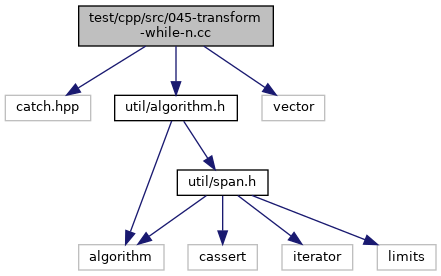 test/cpp/src/045-transform
-while-n.cc
catch.hpp
util/algorithm.h
vector
util/span.h
algorithm
cassert
iterator
limits